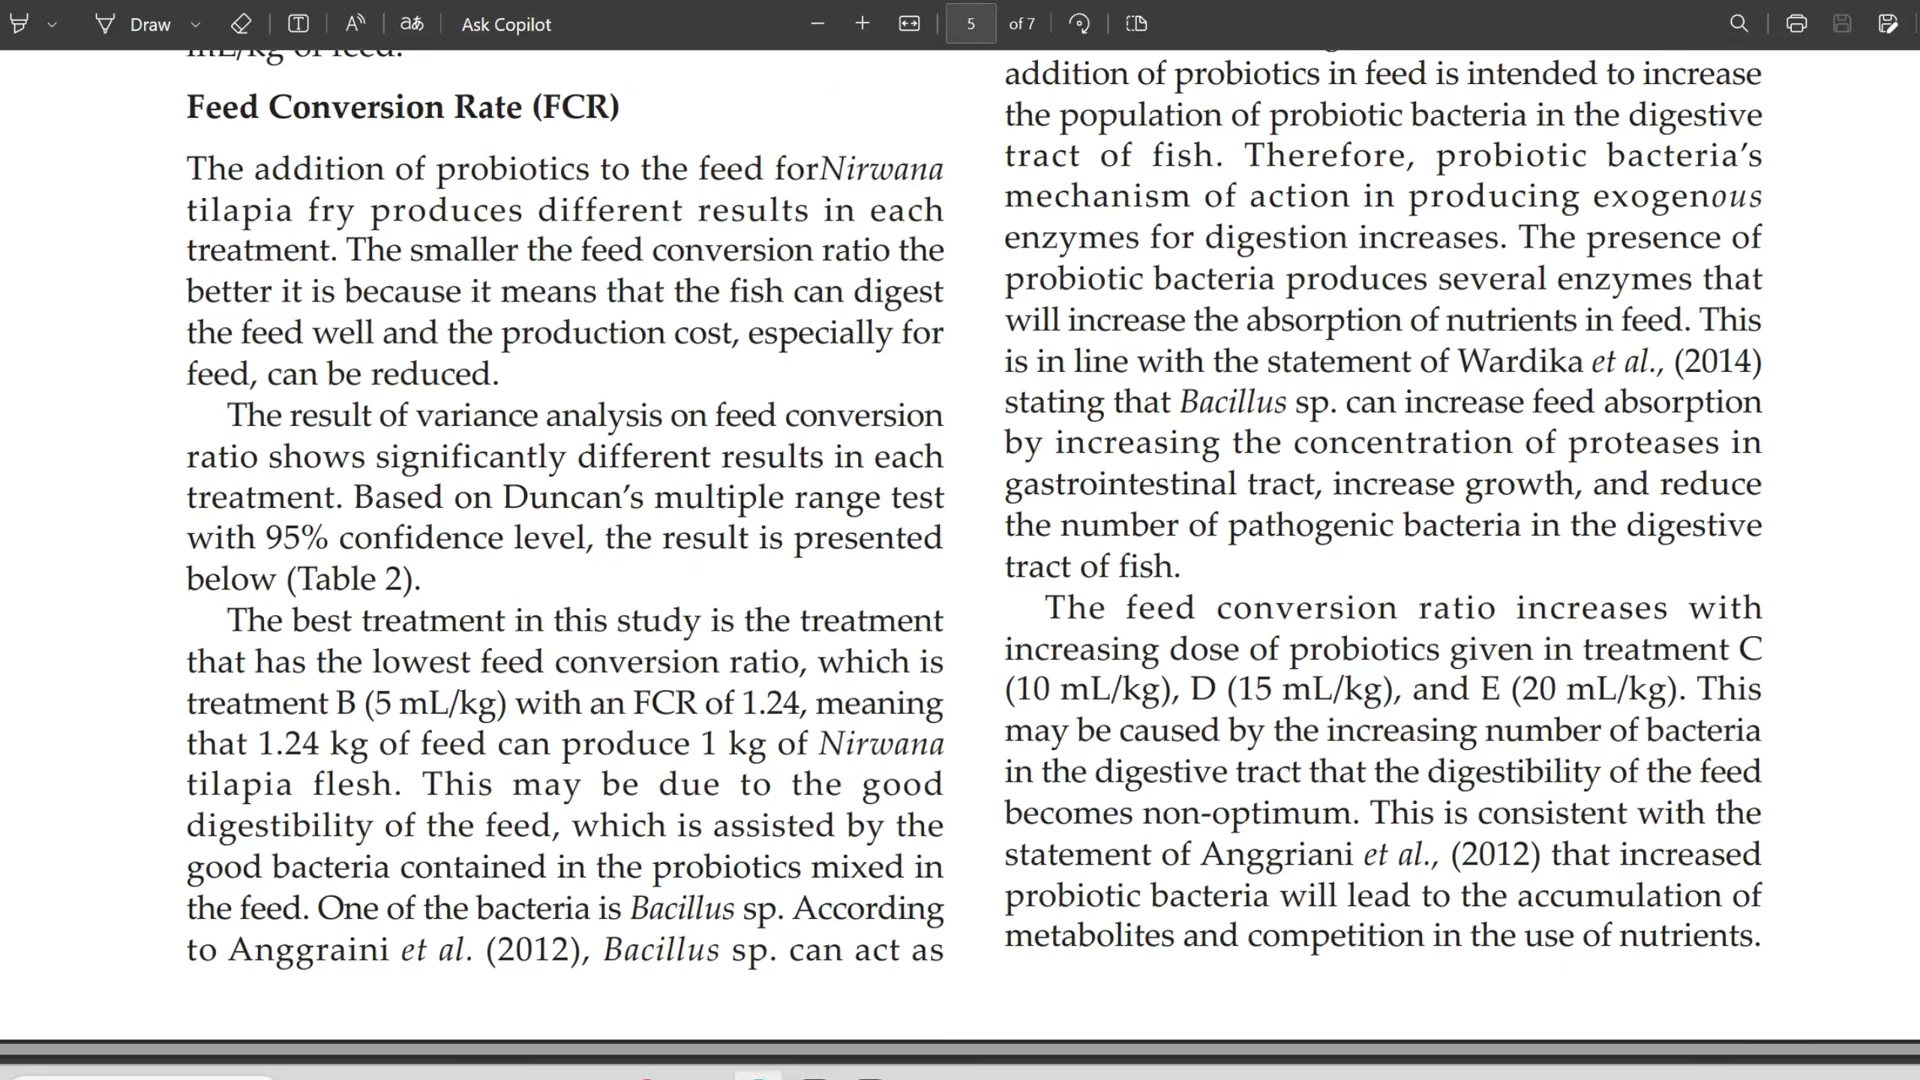 Draw
Ask Copilot
5 of 7
mL/kg of feed.
Feed Conversion Rate (FCR)
The addition of probiotics to the feed forNirwana
tilapia fry produces different results in each
treatment. The smaller the feed conversion ratio the
better it is because it means that the fish can digest
the feed well and the production cost, especially for
feed, can be reduced.
The result of variance analysis on feed conversion
ratio shows significantly different results in each
treatment. Based on Duncan’s multiple range test
with 95% confidence level, the result is presented
below (Table 2).
The best treatment in this study is the treatment
that has the lowest feed conversion ratio, which is
treatment B (5 mL/kg) with an FCR of 1.24, meaning
that 1.24 kg of feed can produce 1 kg of Nirwana
tilapia flesh. This may be due to the good
digestibility of the feed, which is assisted by the
good bacteria contained in the probiotics mixed in
the feed. One of the bacteria is Bacillus sp. According
to Anggraini et al. (2012), Bacillus sp. can act as
addition of probiotics in feed is intended to increase
the population of probiotic bacteria in the digestive
tract of fish. Therefore, probiotic bacteria’s
mechanism of action in producing exogenous
enzymes for digestion increases. The presence of
probiotic bacteria produces several enzymes that
will increase the absorption of nutrients in feed. This
is in line with the statement of Wardika et al., (2014)
stating that Bacillus sp. can increase feed absorption
by increasing the concentration of proteases in
gastrointestinal tract, increase growth, and reduce
the number of pathogenic bacteria in the digestive
tract of fish.
The feed conversion ratio increases with
increasing dose of probiotics given in treatment C
(10 mL/kg), D (15 mL/kg), and E (20 mL/kg). This
may be caused by the increasing number of bacteria
in the digestive tract that the digestibility of the feed
becomes non-optimum. This is consistent with the
statement of Anggriani et al., (2012) that increased
probiotic bacteria will lead to the accumulation of
metabolites and competition in the use of nutrients.